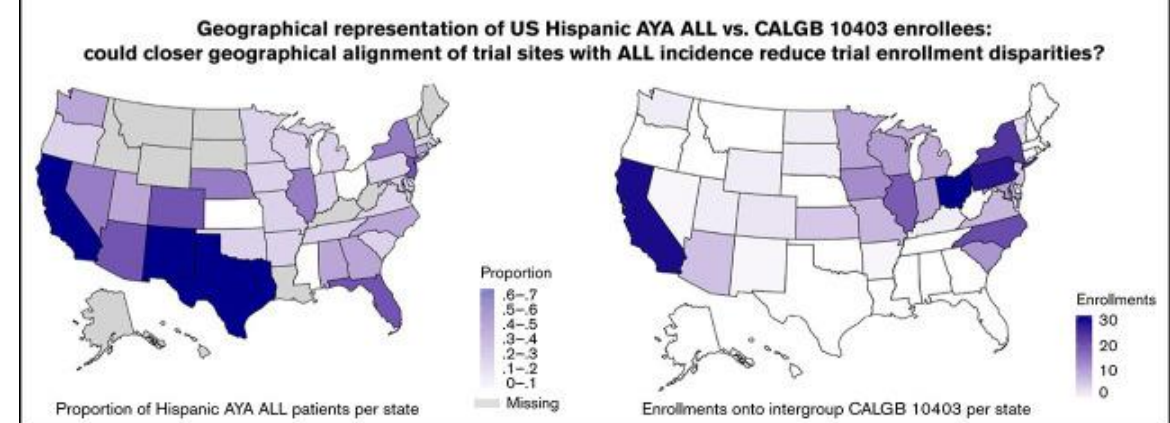 Geographical representation of US Hispanic AYA ALL vs. CALGB 10403 enrollees:
could closer geographical alignment of trial sites with ALL incidence reduce trial enrollment disparities?
Proportion
.6–.7
.5–.6
.4–.5
.3–.4
.2–.3
.1–.2
0–.1
Missing
Proportion of Hispanic AYA ALL patients per state
Enrollments
30
20
10
0
Enrollments onto intergroup CALGB 10403 per state